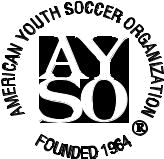 AMERICAN YOUTH SOCCER ORGANIZATION
AY
SO
®
FOUNDED 1964